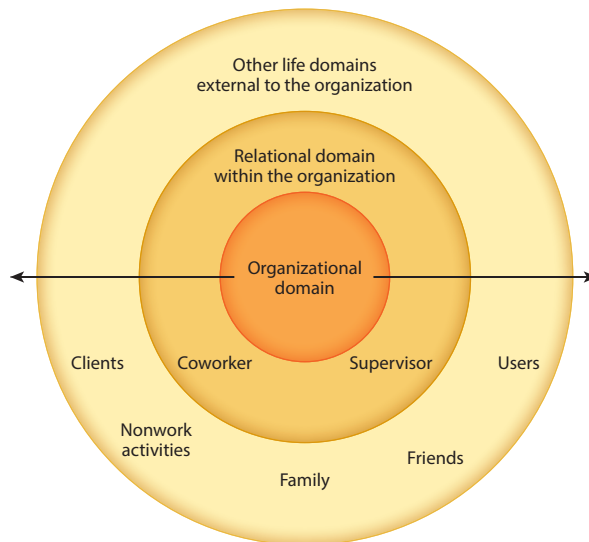 Other life domains
external to the organization
Relational domain
within the organization
Organizational
domain
Clients
Coworker
Supervisor
Users
Nonwork
activities
Friends
Family